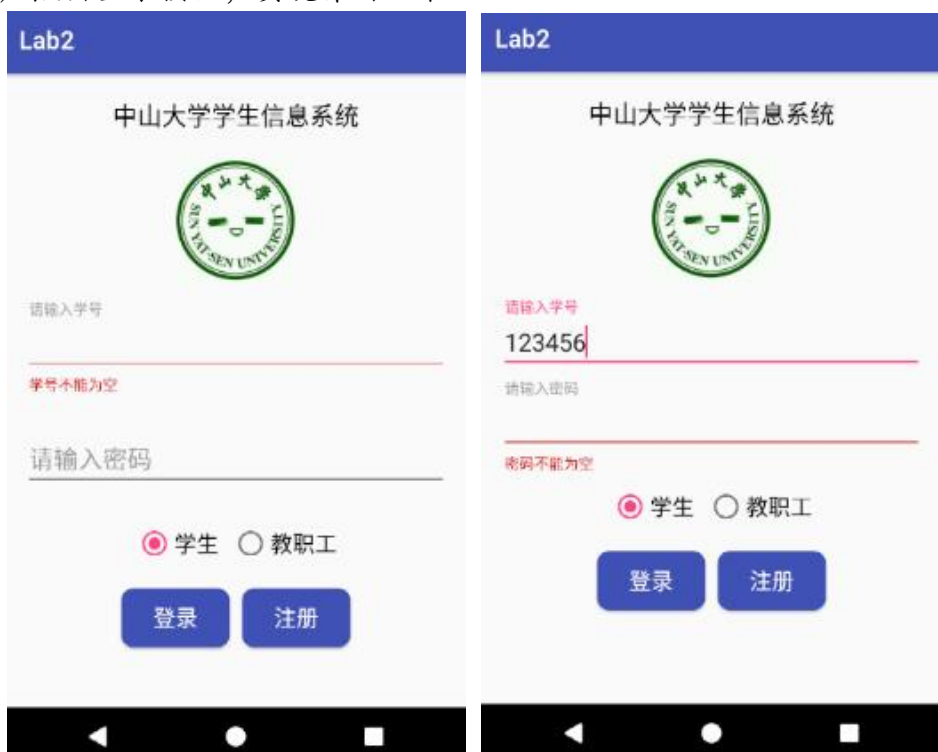 Lab2
中山大学学生信息系统
中山大学
SUN YAT-SEN UNIVERSITY
请输入学号
学号不能为空
请输入密码
学生 教职工
登录 注册
Lab2
中山大学学生信息系统
中山大学
SUN YAT-SEN UNIVERSITY
请输入学号
123456
请输入密码
密码不能为空
学生 教职工
登录 注册